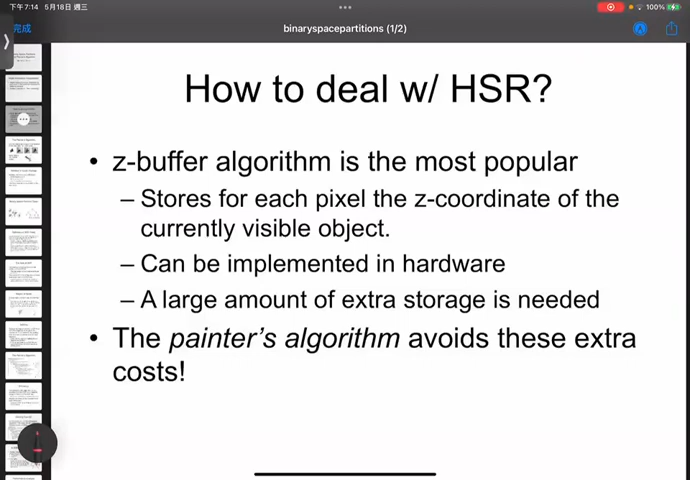 下午7:14 5月18日 週三
100%
完成
binaryspacepartitions (1/2)
How to deal w/ HSR?
• z-buffer algorithm is the most popular
– Stores for each pixel the z-coordinate of the
currently visible object.
– Can be implemented in hardware
– A large amount of extra storage is needed
• The painter's algorithm avoids these extra
costs!